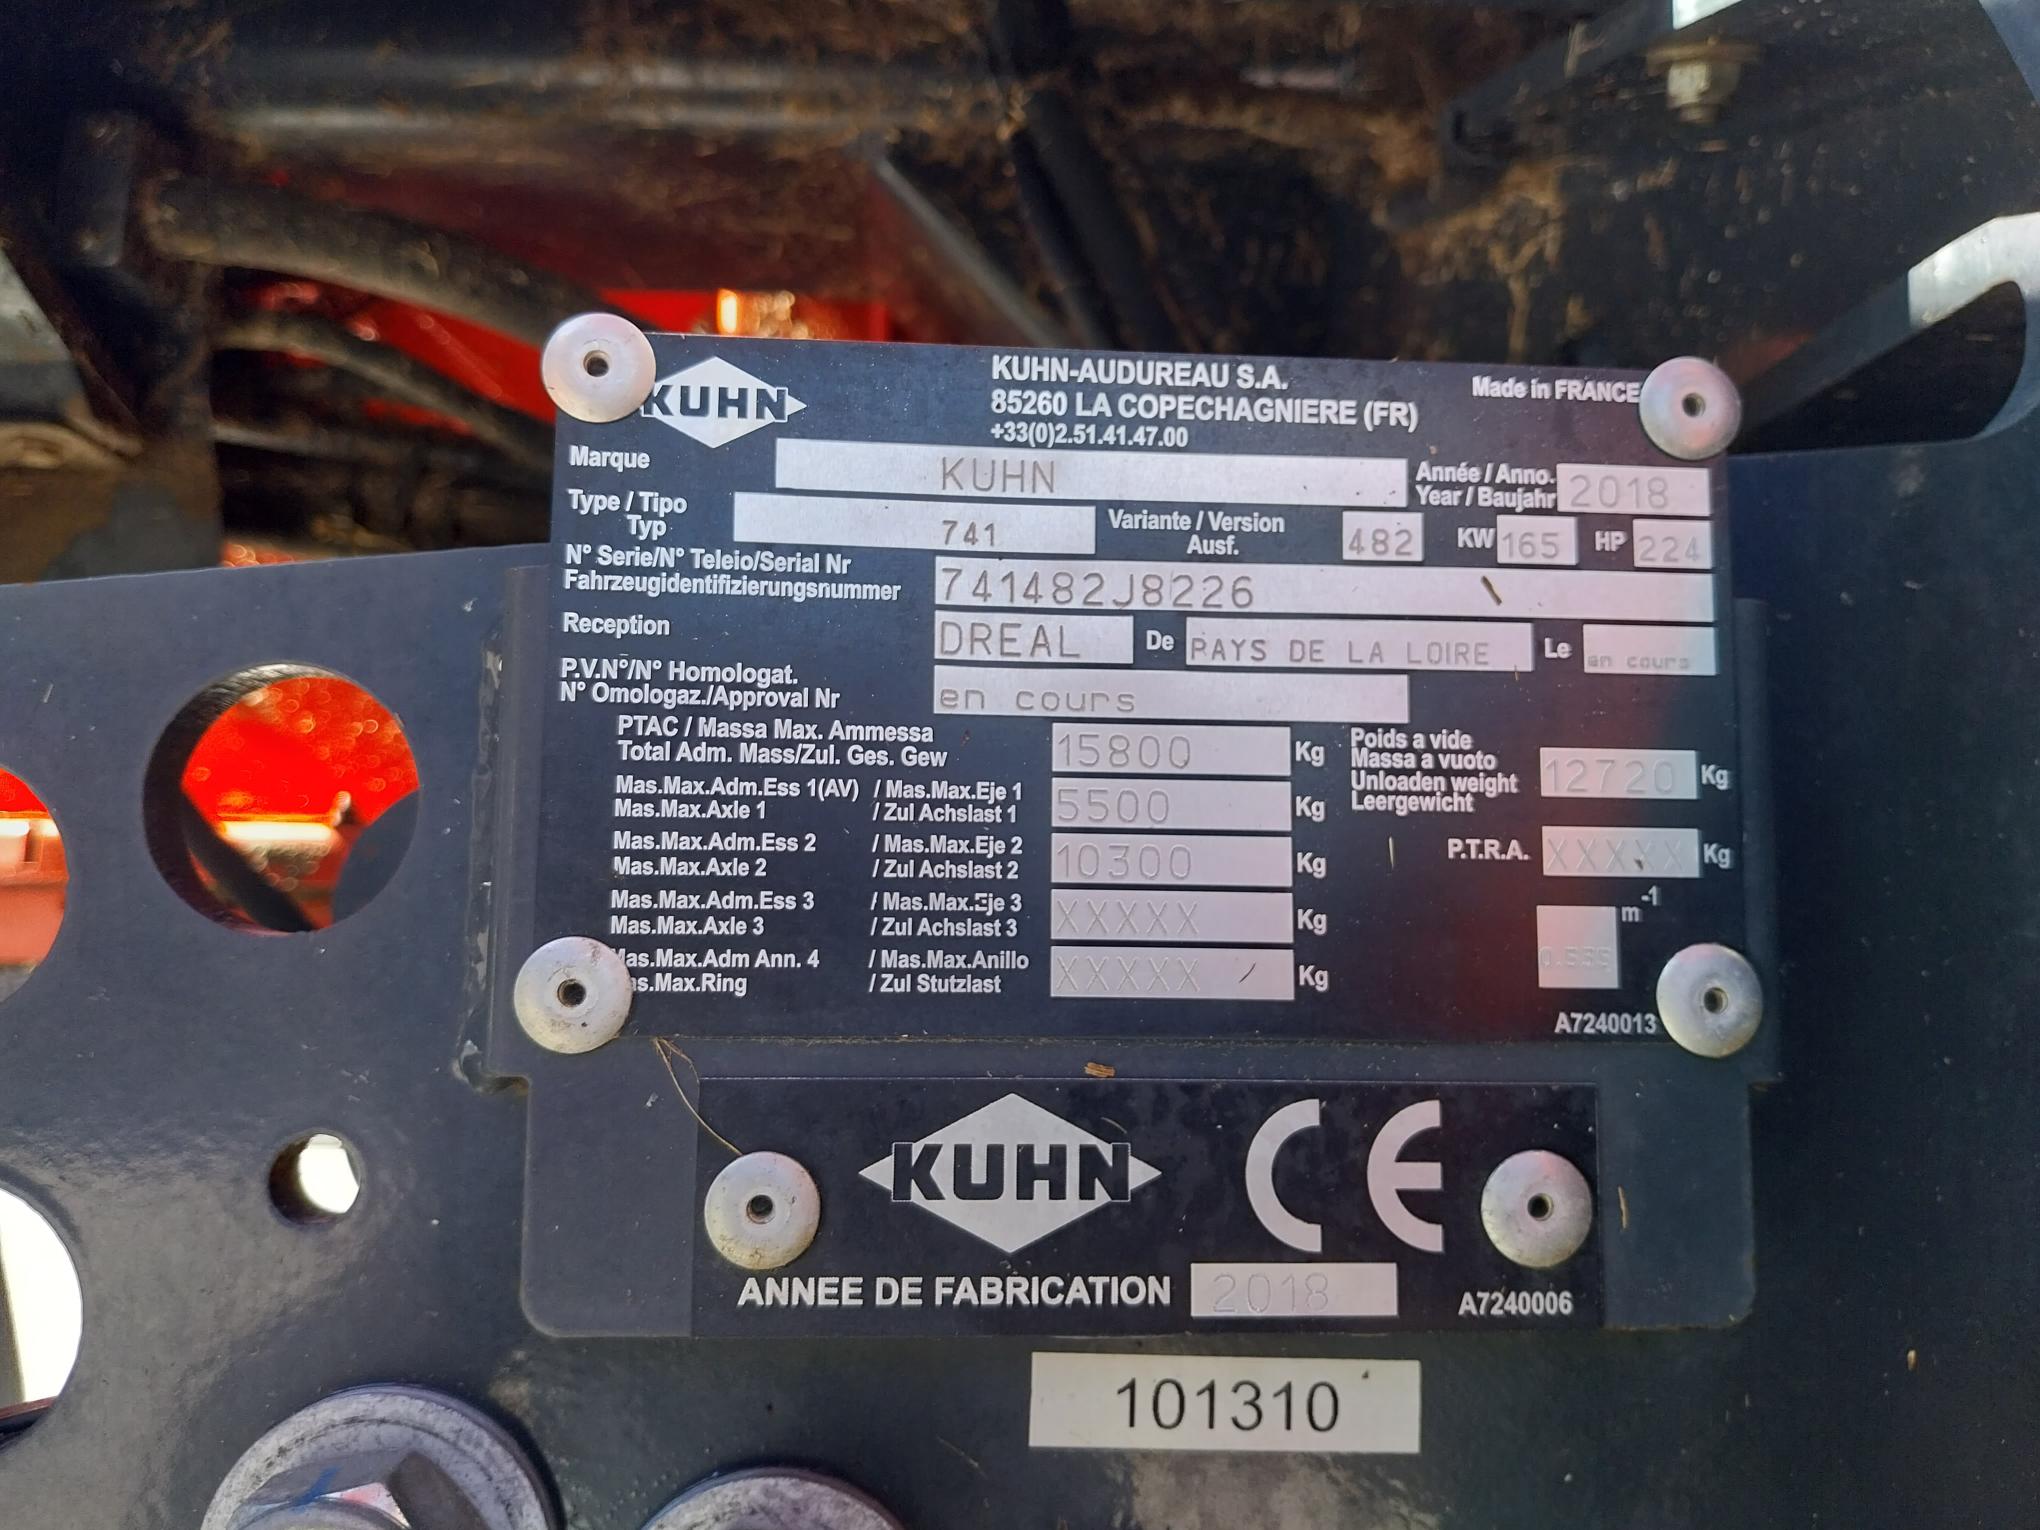 KUHN
KUHN-AUDUREAU S.A.
85260 LA COPECHAGNIERE (FR)
+33(0)2.51.41.47.00
Made in FRANCE
Marque KUHN Année / Anno. Year / Baujahr 2018
Type / Tipo Typ 741 Variante / Version Ausf. 482 KW 165 HP 224
N° Serie/N° Teleio/Serial Nr
Fahrzeugidentifizierungsnummer 741482J8226
Reception DREAL De PAYS DE LA LOIRE Le en cours
P.V.N°/N° Homologat.
N° Omologaz./Approval Nr en cours
PTAC / Massa Max. Ammessa
Total Adm. Mass/Zul. Ges. Gew 15800 Kg
Poids a vide
Massa a vuoto
Unloaden weight
Leergewicht 12720 Kg
Mas.Max.Adm.Ess 1(AV) / Mas.Max.Eje 1
Mas.Max.Axle 1 / Zul Achslast 1 5500 Kg
Mas.Max.Adm.Ess 2 / Mas.Max.Eje 2
Mas.Max.Axle 2 / Zul Achslast 2 10300 Kg
P.T.R.A. XXXXX Kg
Mas.Max.Adm.Ess 3 / Mas.Max.Eje 3
Mas.Max.Axle 3 / Zul Achslast 3 XXXXX Kg
m-1
Mas.Max.Adm Ann. 4 / Mas.Max.Anillo
Mas.Max.Ring / Zul Stutzlast XXXXX Kg
A7240013
KUHN CE
ANNEE DE FABRICATION 2018 A7240006
101310